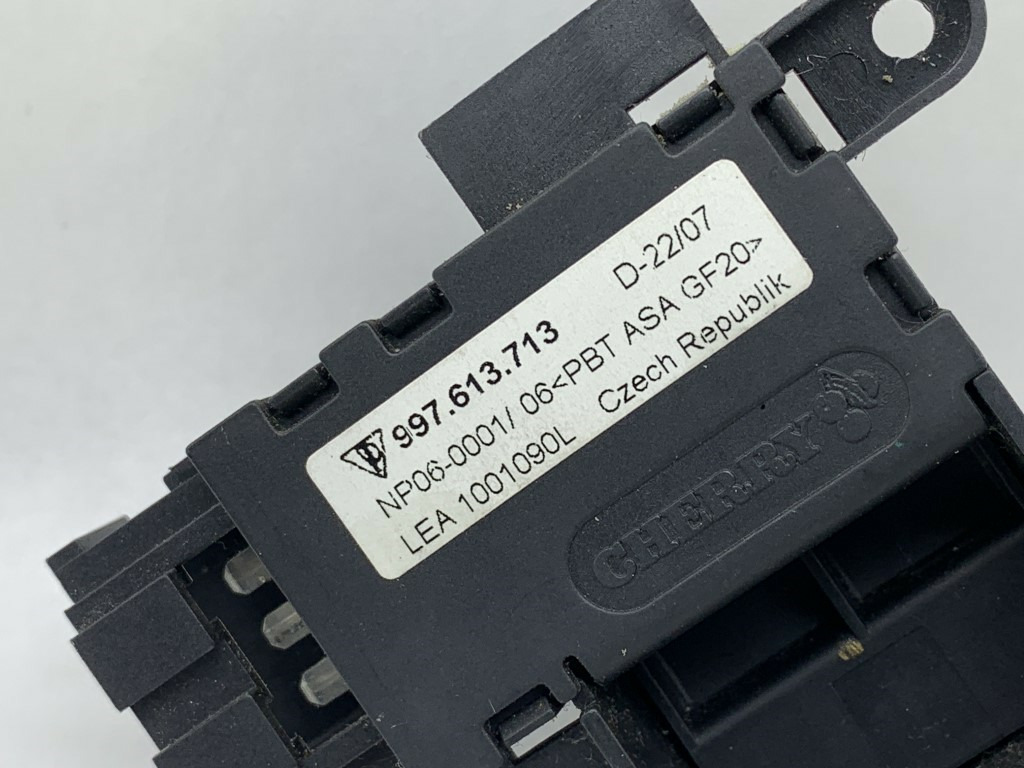 D-22/07
997.613.713
NP06-0001/ 06<PBT ASA GF20>
LEA 1001090L
Czech Republik
CHERRY